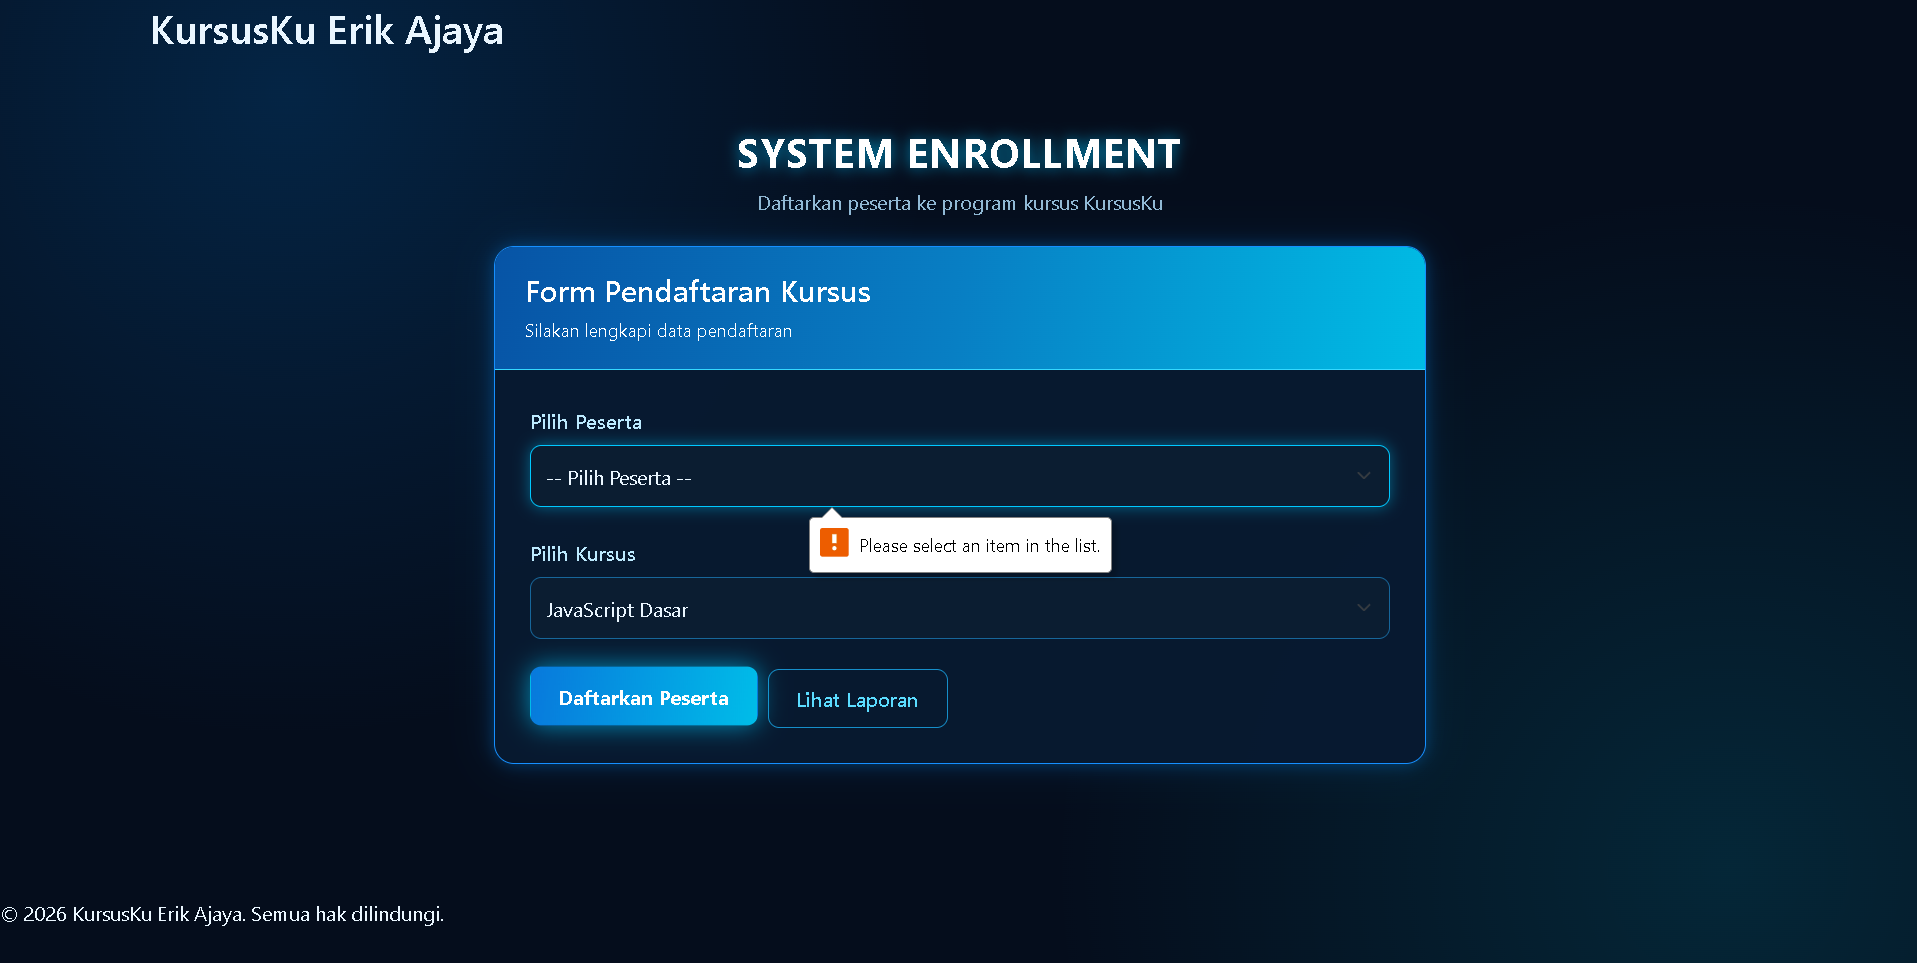 KursusKu Erik Ajaya
SYSTEM ENROLLMENT
Daftarkan peserta ke program kursus KursusKu
Form Pendaftaran Kursus
Silakan lengkapi data pendaftaran
Pilih Peserta
-- Pilih Peserta --
Please select an item in the list.
Pilih Kursus
JavaScript Dasar
Daftarkan Peserta
Lihat Laporan
© 2026 KursusKu Erik Ajaya. Semua hak dilindungi.